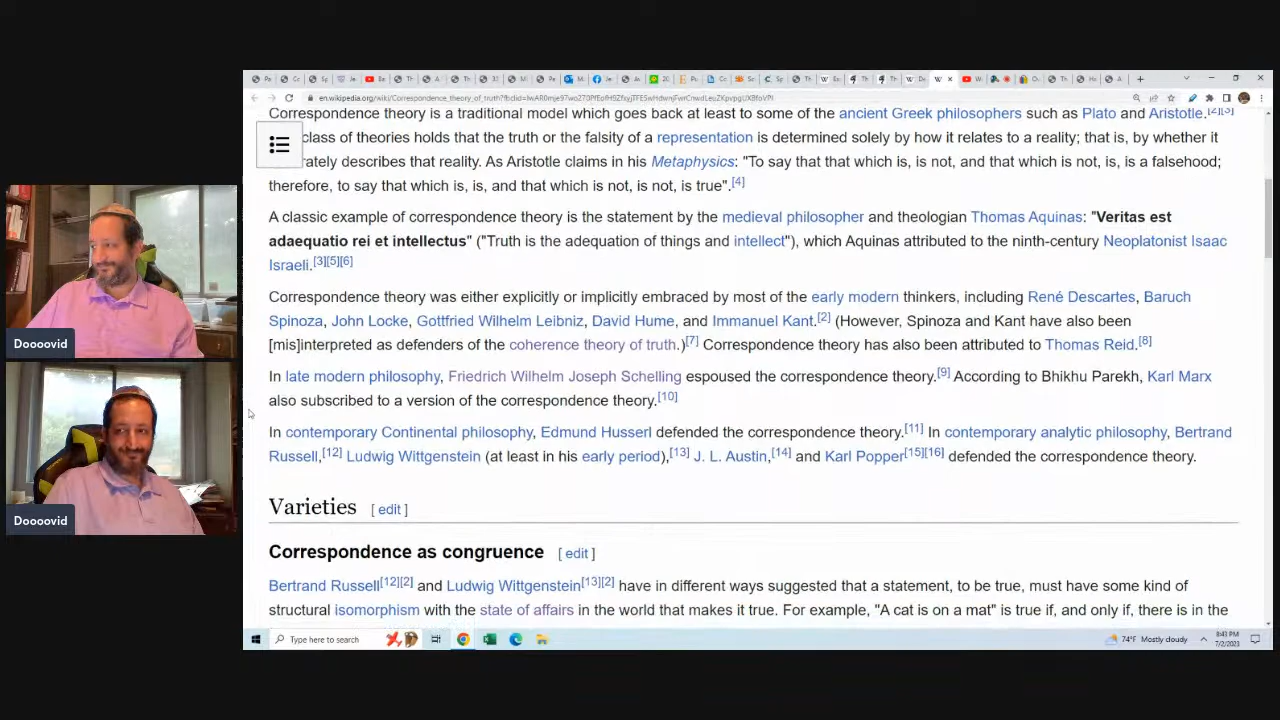 en.wikipedia.org/wiki/Correspondence_theory_of_truth?fbclid=
Correspondence theory is a traditional model which goes back at least to some of the ancient Greek philosophers such as Plato and Aristotle.[2][3]
class of theories holds that the truth or the falsity of a representation is determined solely by how it relates to a reality; that is, by whether it
rately describes that reality. As Aristotle claims in his Metaphysics: "To say that that which is, is not, and that which is not, is, is a falsehood;
therefore, to say that which is, is, and that which is not, is not, is true".[4]
A classic example of correspondence theory is the statement by the medieval philosopher and theologian Thomas Aquinas: "Veritas est
adaequatio rei et intellectus" ("Truth is the adequation of things and intellect"), which Aquinas attributed to the ninth-century Neoplatonist Isaac
Israeli.[3][5][6]
Correspondence theory was either explicitly or implicitly embraced by most of the early modern thinkers, including René Descartes, Baruch
Spinoza, John Locke, Gottfried Wilhelm Leibniz, David Hume, and Immanuel Kant.[2] (However, Spinoza and Kant have also been
[mis]interpreted as defenders of the coherence theory of truth.)[7] Correspondence theory has also been attributed to Thomas Reid.[8]
In late modern philosophy, Friedrich Wilhelm Joseph Schelling espoused the correspondence theory.[9] According to Bhikhu Parekh, Karl Marx
also subscribed to a version of the correspondence theory.[10]
In contemporary Continental philosophy, Edmund Husserl defended the correspondence theory.[11] In contemporary analytic philosophy, Bertrand
Russell,[12] Ludwig Wittgenstein (at least in his early period),[13] J. L. Austin,[14] and Karl Popper[15][16] defended the correspondence theory.
Varieties [ edit ]
Correspondence as congruence [ edit ]
Bertrand Russell[12][2] and Ludwig Wittgenstein[13][2] have in different ways suggested that a statement, to be true, must have some kind of
structural isomorphism with the state of affairs in the world that makes it true. For example, "A cat is on a mat" is true if, and only if, there is in the
Doooovid
Doooovid
Type here to search
74°F Mostly cloudy
8:41 PM
7/2/2023